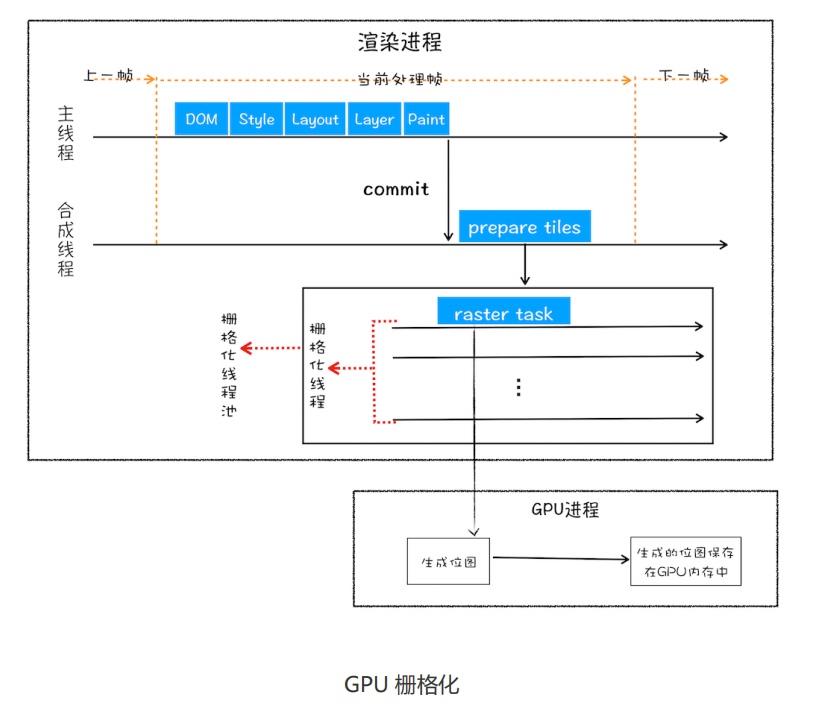 渲染进程
上一帧
当前处理帧
下一帧
主线程
DOM
Style
Layout
Layer
Paint
commit
合成线程
prepare tiles
raster task
栅格化线程池
栅格化线程
⋮
GPU进程
生成位图
生成的位图保存
在GPU内存中
GPU 栅格化